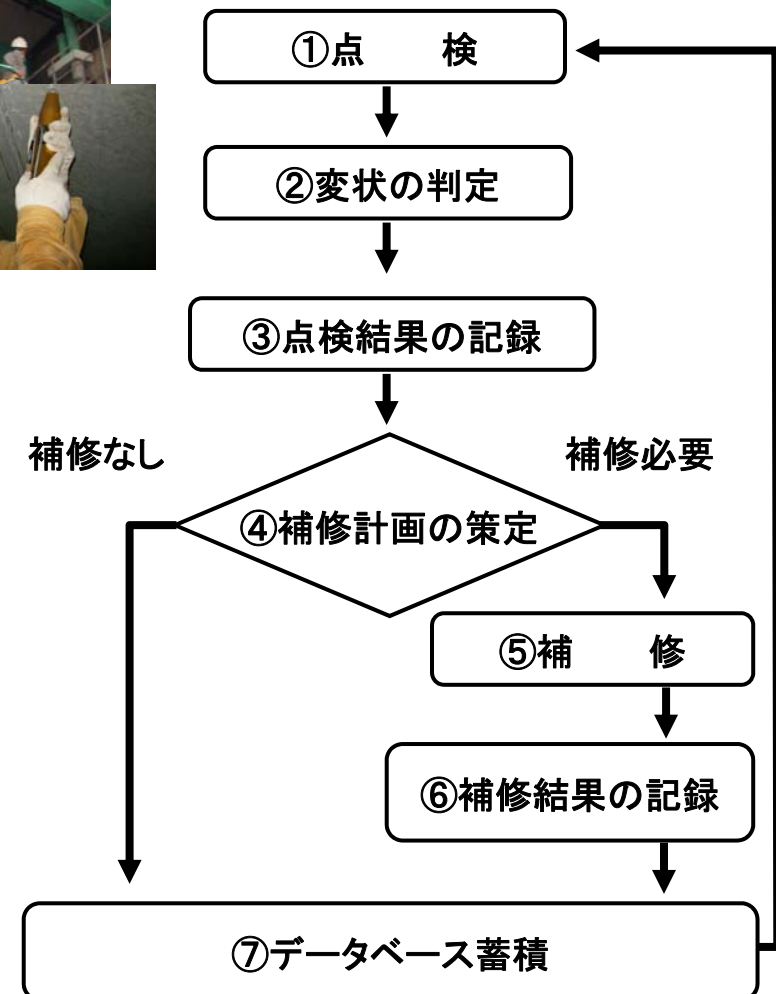 ①点　　検
②変状の判定
③点検結果の記録
補修なし
補修必要
④補修計画の策定
⑤補　　修
⑥補修結果の記録
⑦データベース蓄積